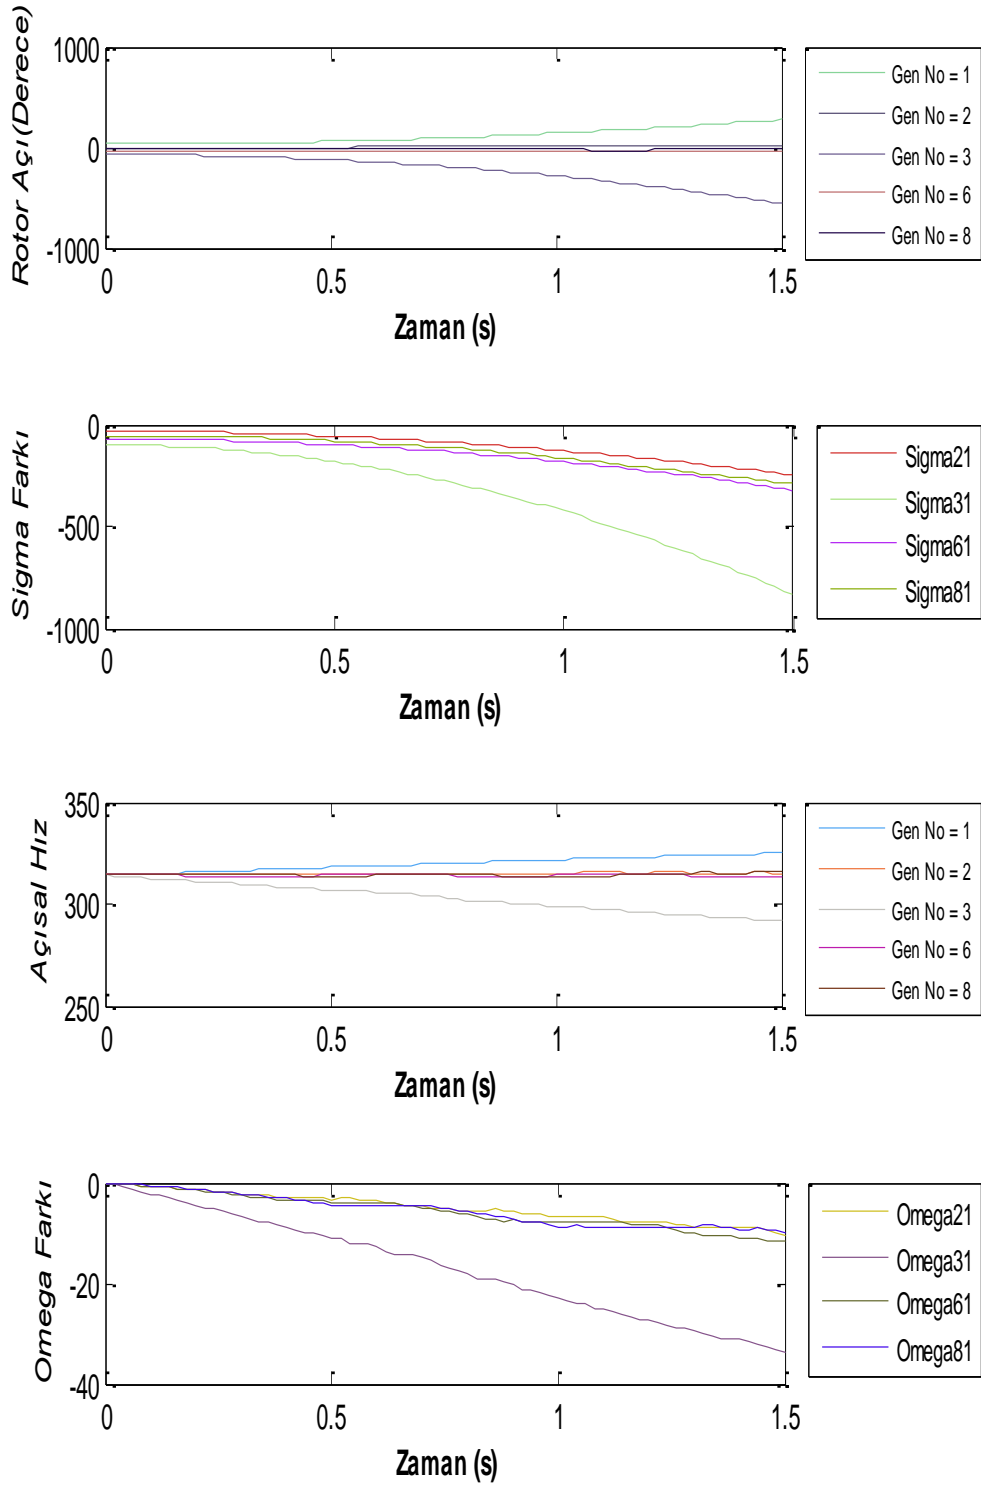 Rotor Açı(Derece)
1000
0
-1000
0
0.5
1
1.5
Zaman (s)
Gen No = 1
Gen No = 2
Gen No = 3
Gen No = 6
Gen No = 8
Sigma Farkı
0
-500
-1000
0
0.5
1
1.5
Zaman (s)
Sigma21
Sigma31
Sigma61
Sigma81
Açısal Hız
350
300
250
0
0.5
1
1.5
Zaman (s)
Gen No = 1
Gen No = 2
Gen No = 3
Gen No = 6
Gen No = 8
Omega Farkı
0
-20
-40
0
0.5
1
1.5
Zaman (s)
Omega21
Omega31
Omega61
Omega81